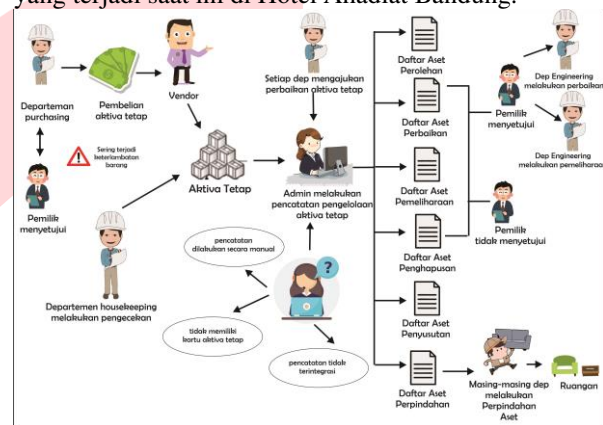 yang terjadi saat ini di Hotel Anadiat Bandung.
Departeman
purchasing
Pembelian
aktiva tetap
Vendor
Setiap dep mengajukan
perbaikan aktiva tetap
Daftar Aset
Perolehan
Pemilik
menyetujui
Dep Engineering
melakukan perbaikan
Dep Engineering
melakukan pemeliharaan
Sering terjadi
keterlambatan
barang
Pemilik
menyetujui
Aktiva Tetap
Admin melakukan
pencatatan pengelolaan
aktiva tetap
Daftar Aset
Perbaikan
Daftar Aset
Pemeliharaan
Pemilik
tidak menyetujui
Departemen housekeeping
melakukan pengecekan
pencatatan
dilakukan secara manual
?
tidak memiliki
kartu aktiva tetap
pencatatan tidak
terintegrasi
Daftar Aset
Penghapusan
Daftar Aset
Penyusutan
Daftar Aset
Perpindahan
Masing-masing dep
melakukan
Perpindahan
Aset
Ruangan